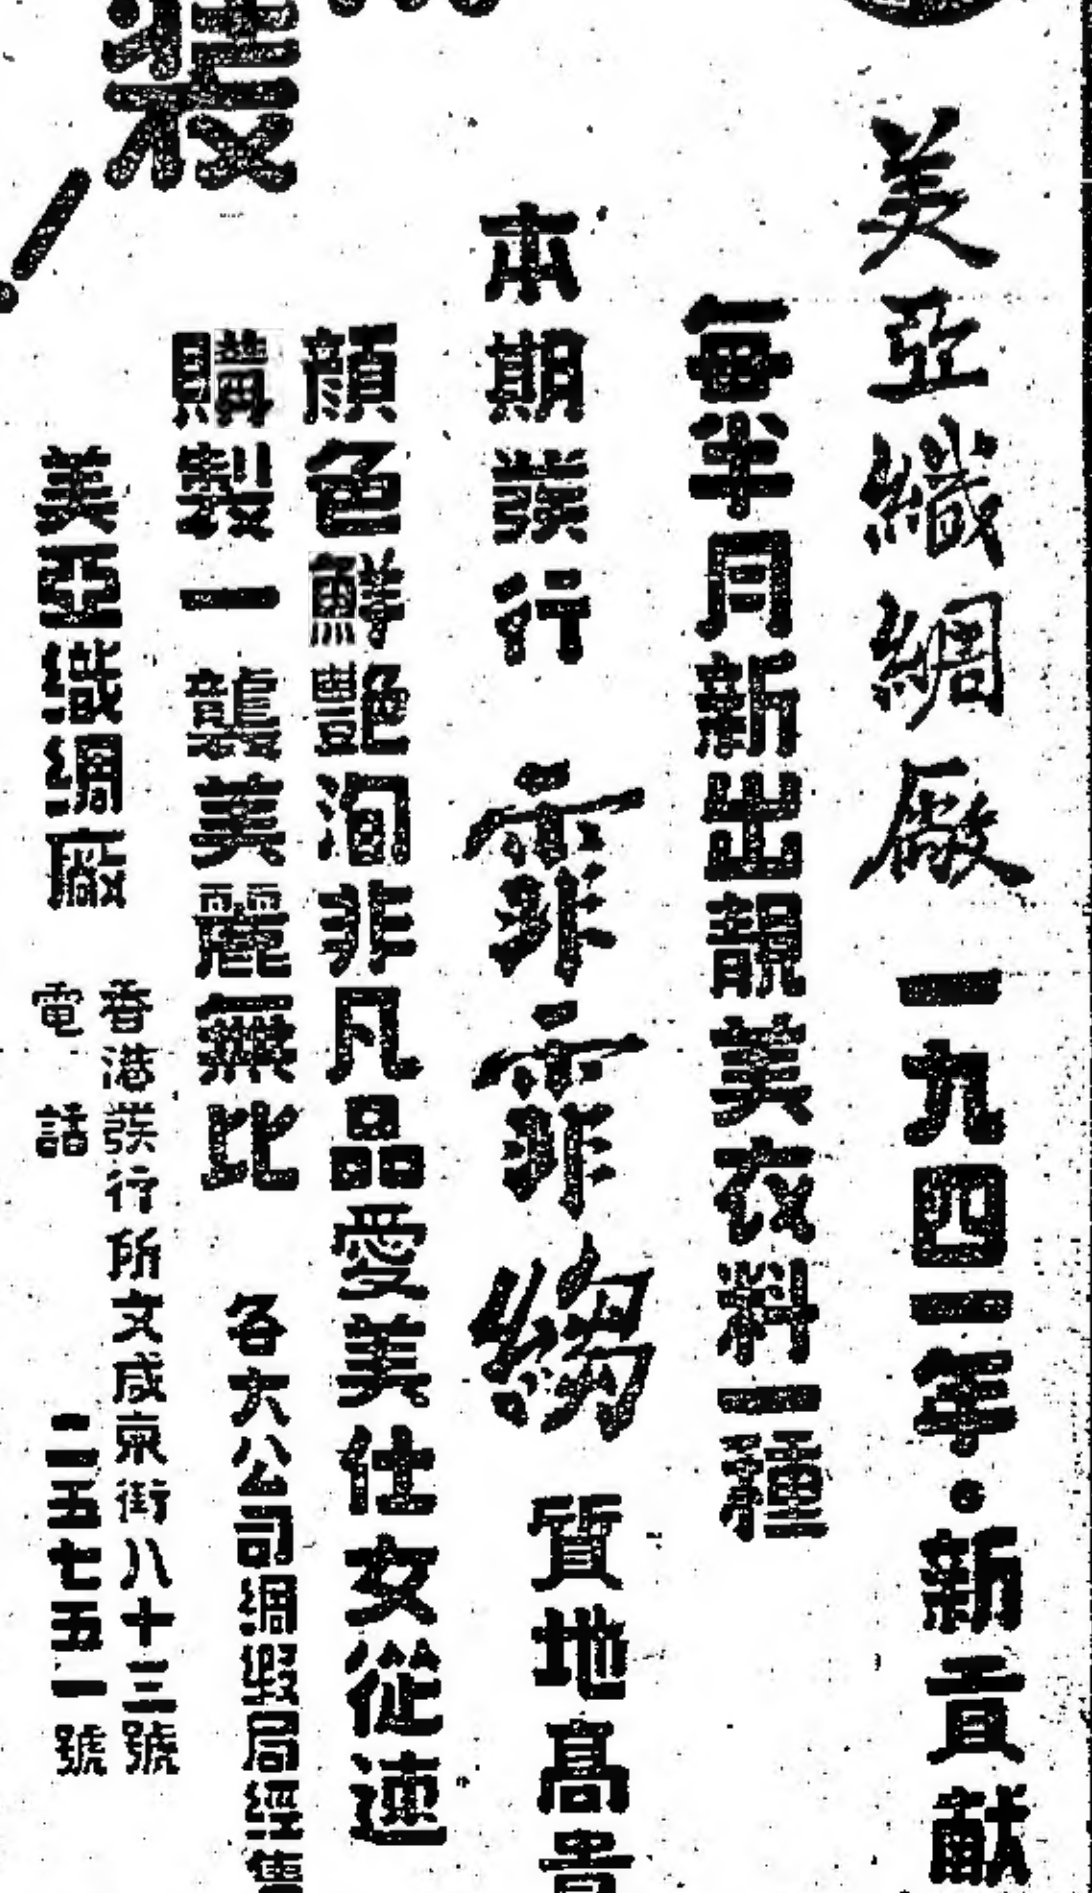 裝
美亞織綢廠 一九四一年·新貢獻
每半月新出靚美衣料一種
本期發行 霏霏縐 質地高貴
顏色鮮艷洵非凡品愛美仕女從速
購製一襲美麗無比 各大公司綢緞局經售
美亞織綢廠
香港發行所文咸東街八十三號
電話 二五七五一號